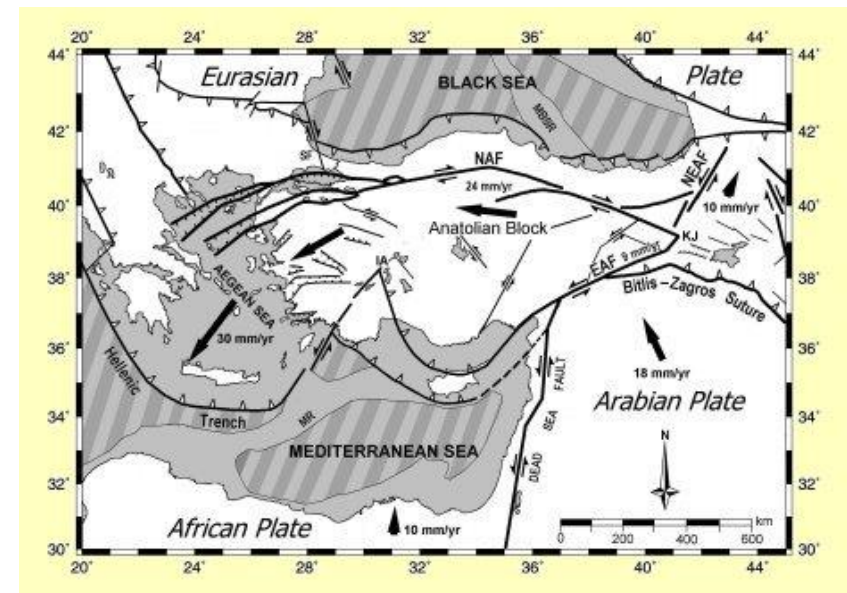 20° 24° 28° 32° 36° 40° 44°
44° 44°
Eurasian
BLACK SEA
Plate
MBSR
42° 42°
SF
NAF
NEAF
24 mm/yr
40° 40°
10 mm/yr
Anatolian Block
KJ
IA
EAF 9 mm/yr
38° 38°
AEGEAN SEA
Bitlis – Zagros Suture
30 mm/yr
36° 36°
Hellenic
18 mm/yr
Arabian Plate
DEAD SEA FAULT
34° 34°
Trench
MR
N
MEDITERRANEAN SEA
32° 32°
African Plate
10 mm/yr
km
0 200 400 600
30° 30°
20° 24° 28° 32° 36° 40° 44°